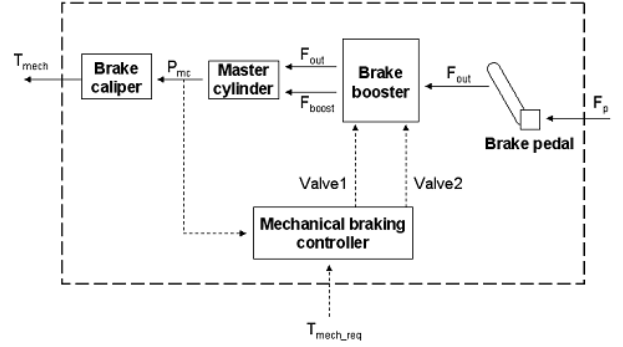 T_mech
Brake
caliper
P_mc
Master
cylinder
F_out
F_boost
Brake
booster
F_out
F_p
Brake pedal
Valve1
Valve2
Mechanical braking
controller
T_mech_req